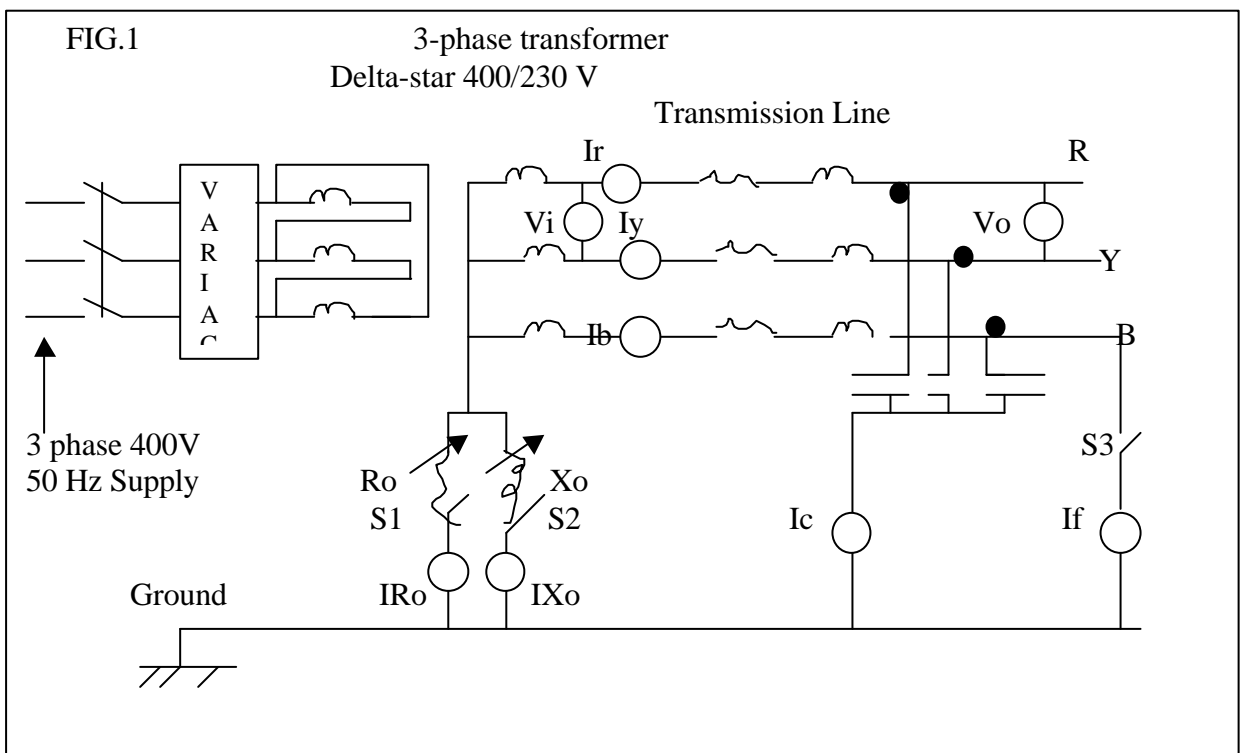 FIG.1
3-phase transformer
Delta-star 400/230 V
Transmission Line
Ir
R
V
A
R
I
A
C
Vi
Iy
Vo
Y
Ib
B
3 phase 400V
50 Hz Supply
Ro
Xo
S1
S2
S3
Ic
If
Ground
IRo
IXo